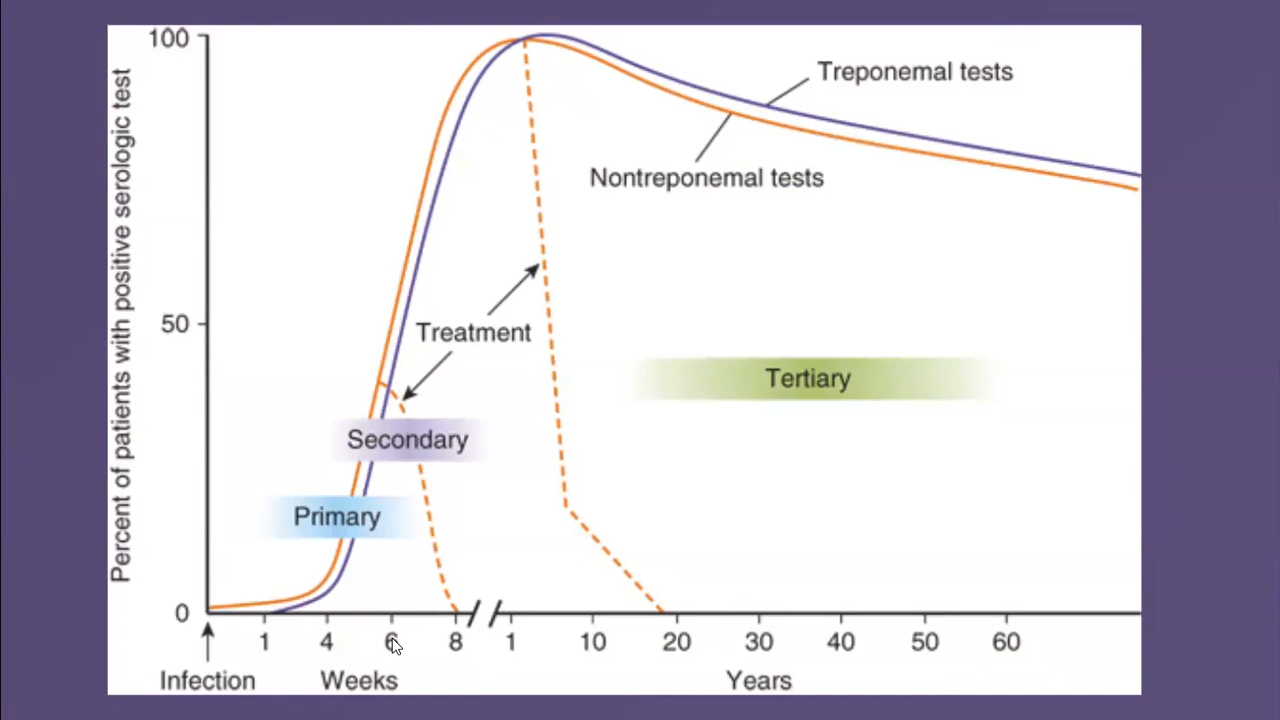 Percent of patients with positive serologic test
100
50
0
Treponemal tests
Nontreponemal tests
Treatment
Tertiary
Secondary
Primary
1 4 6 8 1 10 20 30 40 50 60
Infection Weeks Years